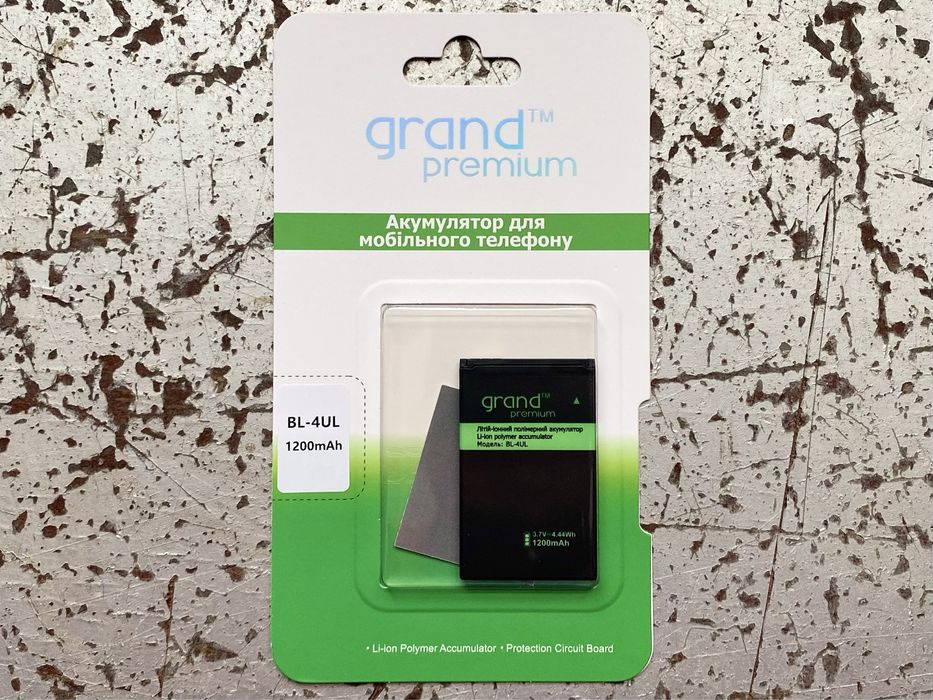 grand™
premium
Акумулятор для
мобільного телефону
BL-4UL
1200mAh
grand™
premium
Літій-іонний полімерний акумулятор
Li-ion polymer accumulator
Модель: BL-4UL
3.7V⎓4.44Wh
1200mAh
• Li-ion Polymer Accumulator • Protection Circuit Board